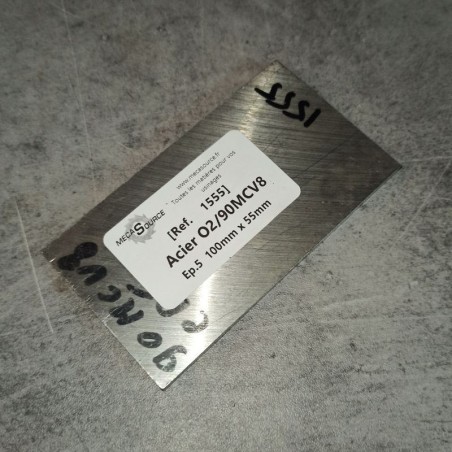 1557
www.mecasource.fr
Toutes les matières pour vos
usinages
MECASOURCE
[Ref. 1555]
Acier O2/90MCV8
Ep.5 100mm x 55mm
90MCV8